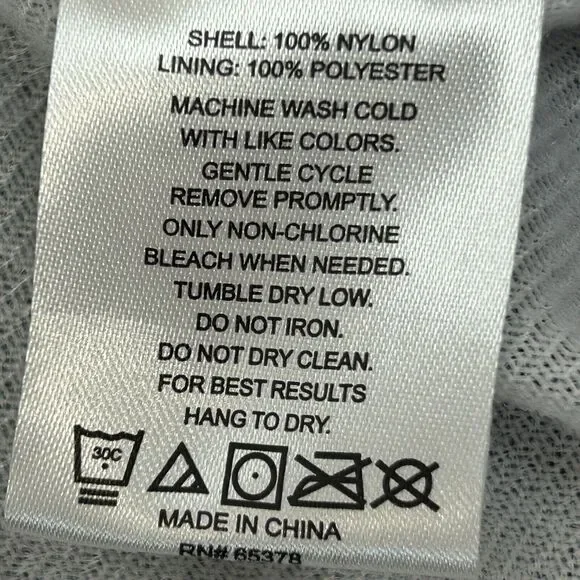 SHELL: 100% NYLON
LINING: 100% POLYESTER
MACHINE WASH COLD
WITH LIKE COLORS.
GENTLE CYCLE
REMOVE PROMPTLY.
ONLY NON-CHLORINE
BLEACH WHEN NEEDED.
TUMBLE DRY LOW.
DO NOT IRON.
DO NOT DRY CLEAN.
FOR BEST RESULTS
HANG TO DRY.
30C
MADE IN CHINA
RN# 65378